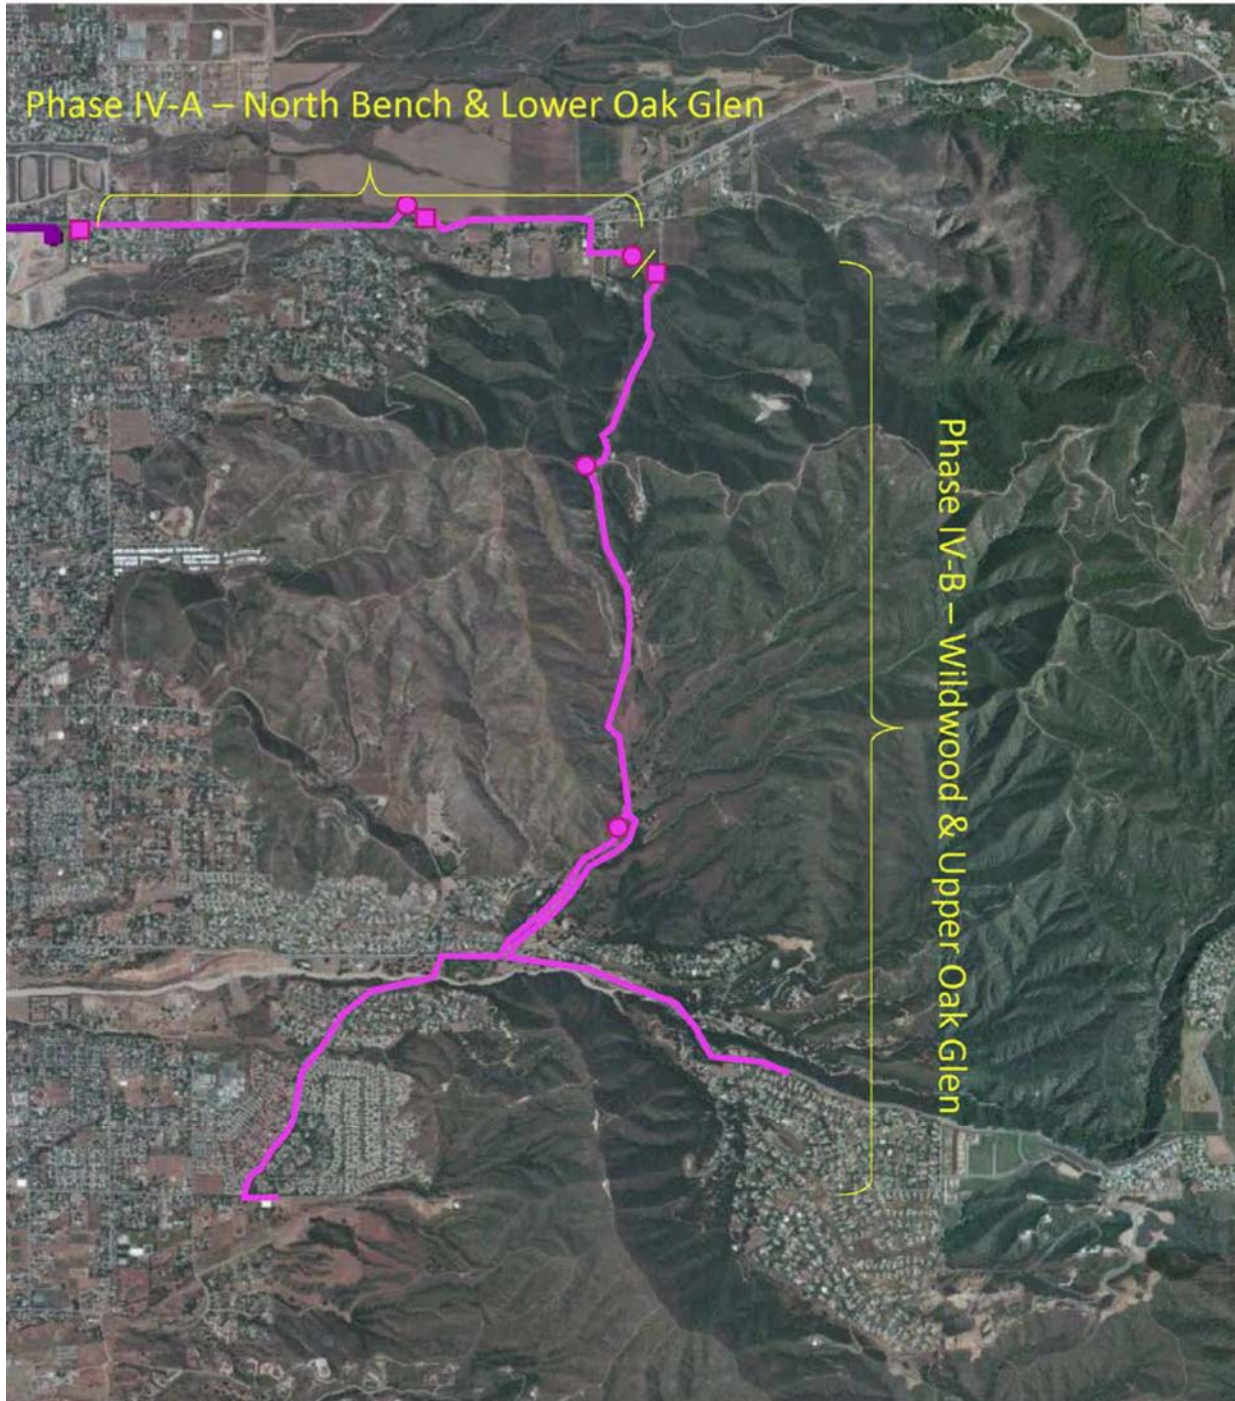 Phase IV-A – North Bench & Lower Oak Glen
Phase IV-B – Wildwood & Upper Oak Glen